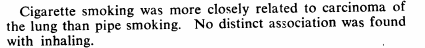 Cigarette smoking was more closely related to carcinoma of
the lung than pipe smoking. No distinct association was found
with inhaling.